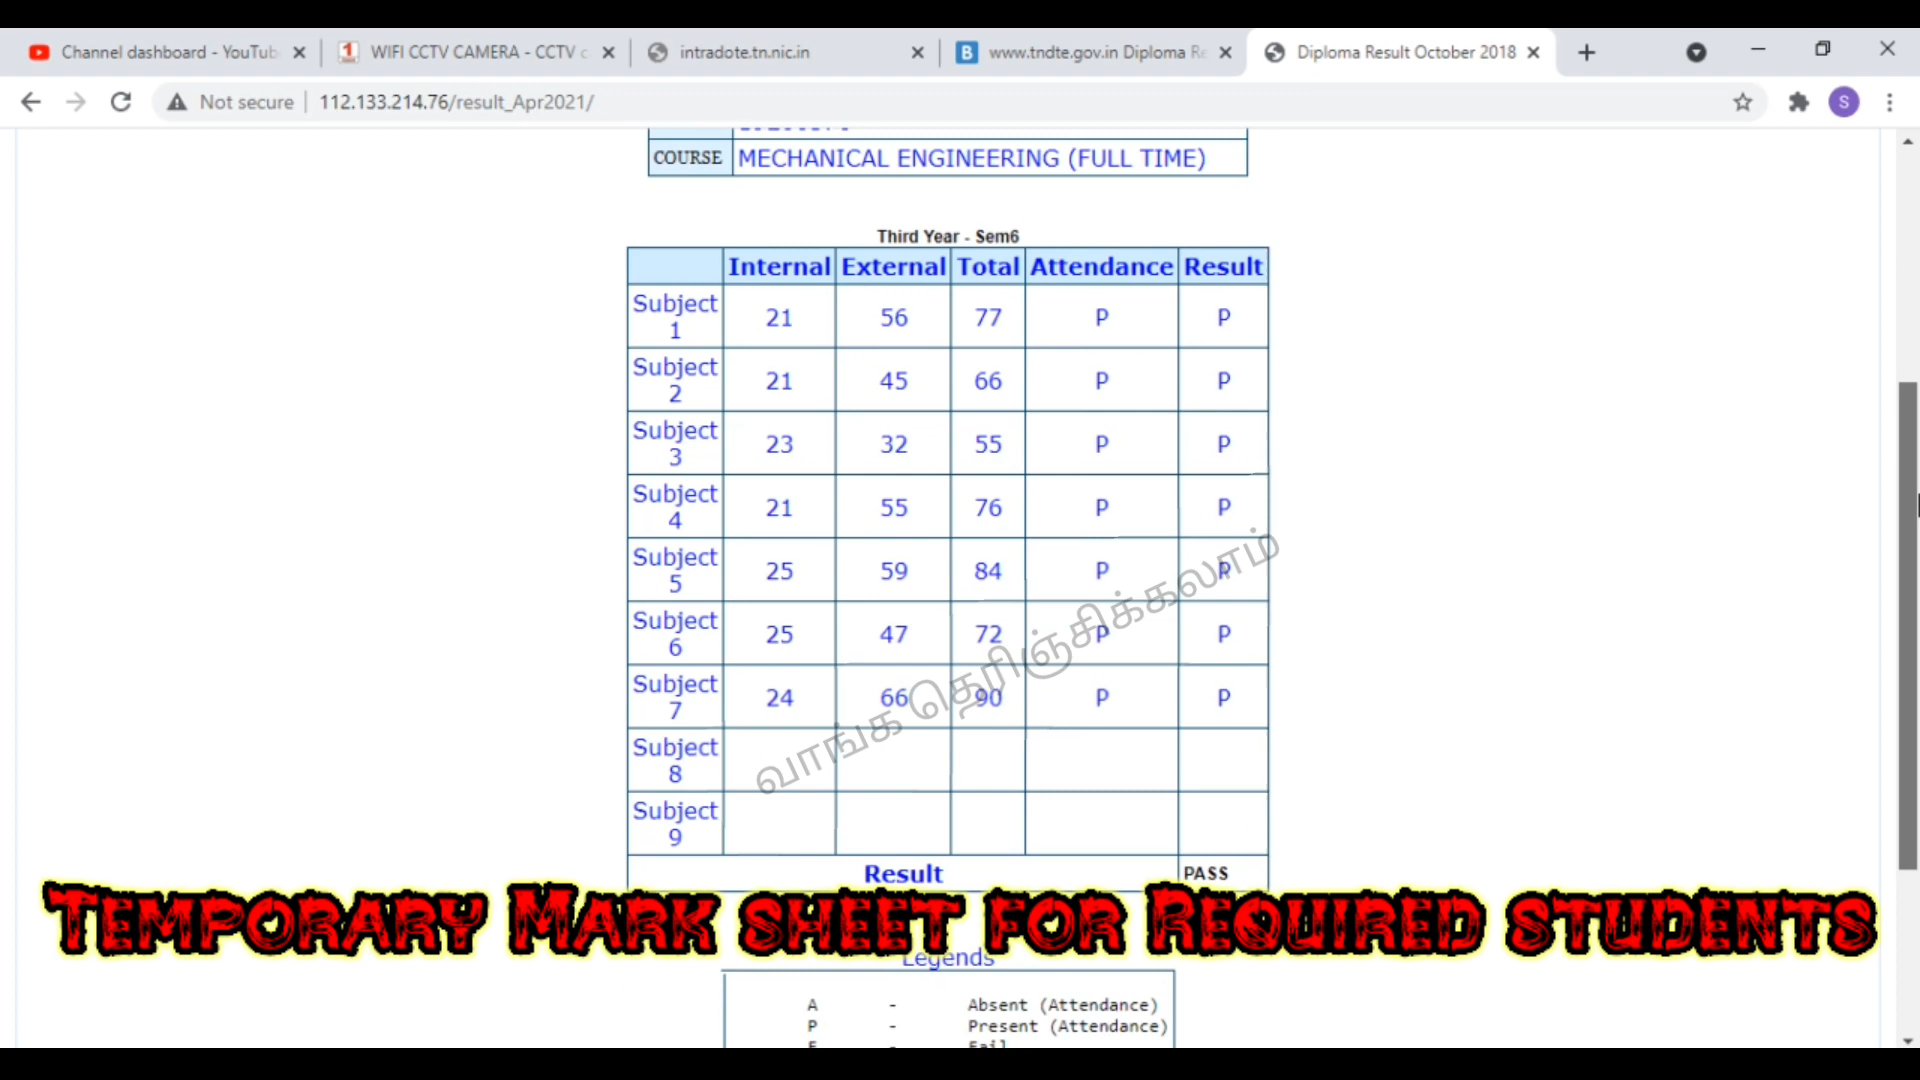 Channel dashboard - YouTub
WIFI CCTV CAMERA - CCTV c
intradote.tn.nic.in
www.tndte.gov.in Diploma Re
Diploma Result October 2018
Not secure
112.133.214.76/result_Apr2021/
S
COURSE MECHANICAL ENGINEERING (FULL TIME)
Third Year - Sem6
Internal External Total Attendance Result
Subject 1 21 56 77 P P
Subject 2 21 45 66 P P
Subject 3 23 32 55 P P
Subject 4 21 55 76 P P
Subject 5 25 59 84 P P
Subject 6 25 47 72 P P
Subject 7 24 66 90 P P
Subject 8
Subject 9
Result PASS
வாங்க தெரிஞ்சிக்கலாம்
Temporary Mark sheet for Required students
Legends
A - Absent (Attendance)
P - Present (Attendance)
F - Fail